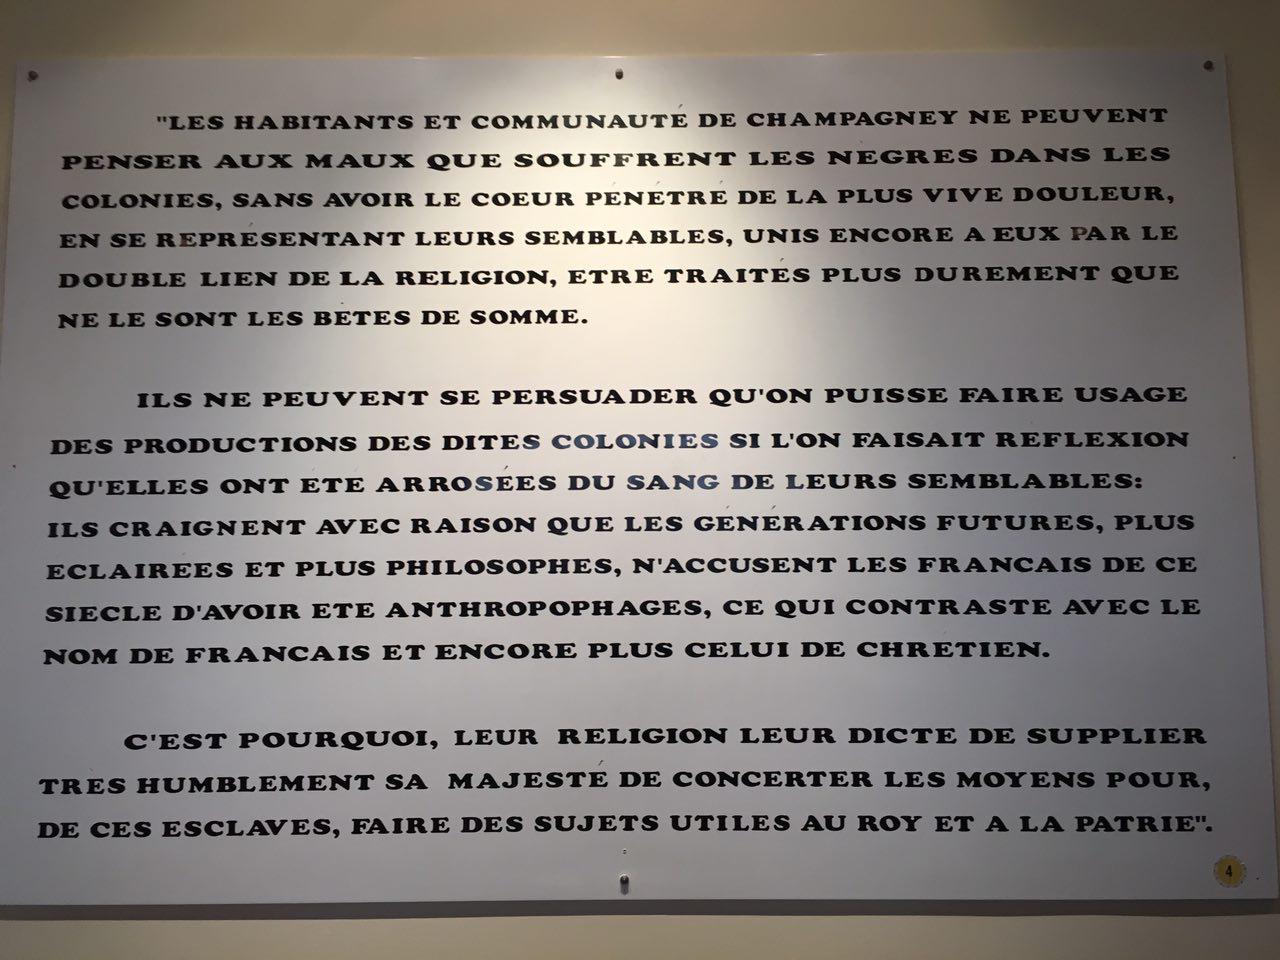 "LES HABITANTS ET COMMUNAUTÉ DE CHAMPAGNEY NE PEUVENT
PENSER AUX MAUX QUE SOUFFRENT LES NEGRES DANS LES
COLONIES, SANS AVOIR LE COEUR PÉNÉTRÉ DE LA PLUS VIVE DOULEUR,
EN SE REPRÉSENTANT LEURS SEMBLABLES, UNIS ENCORE A EUX PAR LE
DOUBLE LIEN DE LA RELIGION, ETRE TRAITÉS PLUS DUREMENT QUE
NE LE SONT LES BÊTES DE SOMME.
ILS NE PEUVENT SE PERSUADER QU'ON PUISSE FAIRE USAGE
DES PRODUCTIONS DES DITES COLONIES SI L'ON FAISAIT REFLEXION
QU'ELLES ONT ETE ARROSÉES DU SANG DE LEURS SEMBLABLES:
ILS CRAIGNENT AVEC RAISON QUE LES GÉNÉRATIONS FUTURES, PLUS
ECLAIREES ET PLUS PHILOSOPHES, N'ACCUSENT LES FRANCAIS DE CE
SIECLE D'AVOIR ETE ANTHROPOPHAGES, CE QUI CONTRASTE AVEC LE
NOM DE FRANCAIS ET ENCORE PLUS CELUI DE CHRETIEN.
C'EST POURQUOI, LEUR RELIGION LEUR DICTE DE SUPPLIER
TRES HUMBLEMENT SA MAJESTÉ DE CONCERTER LES MOYENS POUR,
DE CES ESCLAVES, FAIRE DES SUJETS UTILES AU ROY ET A LA PATRIE".
4